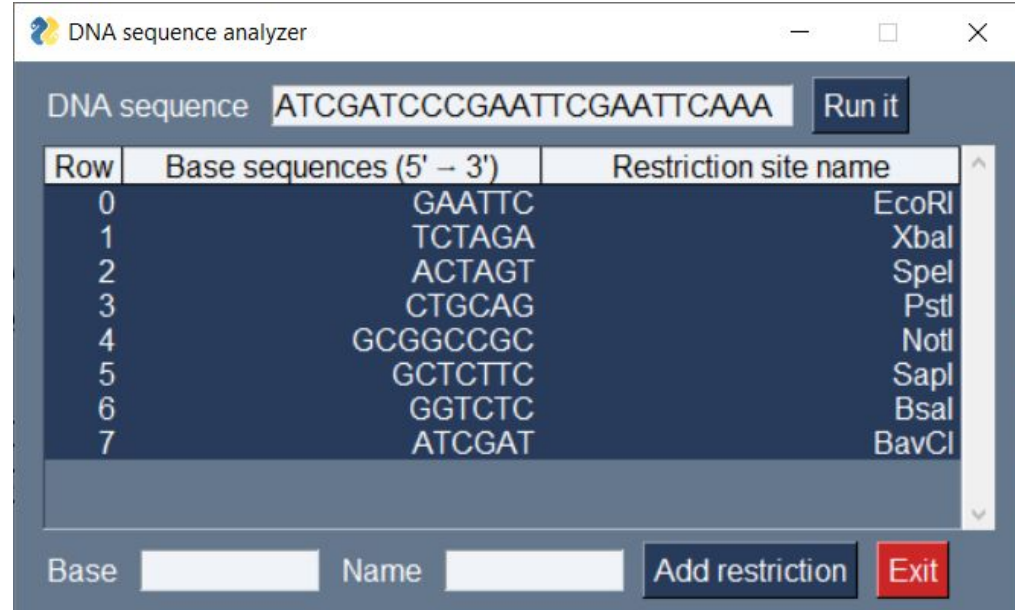 DNA sequence analyzer
DNA sequence ATCGATCCCGAATTCGAATTCAAA Run it
Row Base sequences (5' → 3') Restriction site name
0 GAATTC EcoRI
1 TCTAGA XbaI
2 ACTAGT SpeI
3 CTGCAG PstI
4 GCGGCCGC NotI
5 GCTCTTC SapI
6 GGTCTC BsaI
7 ATCGAT BavCI
Base Name Add restriction Exit